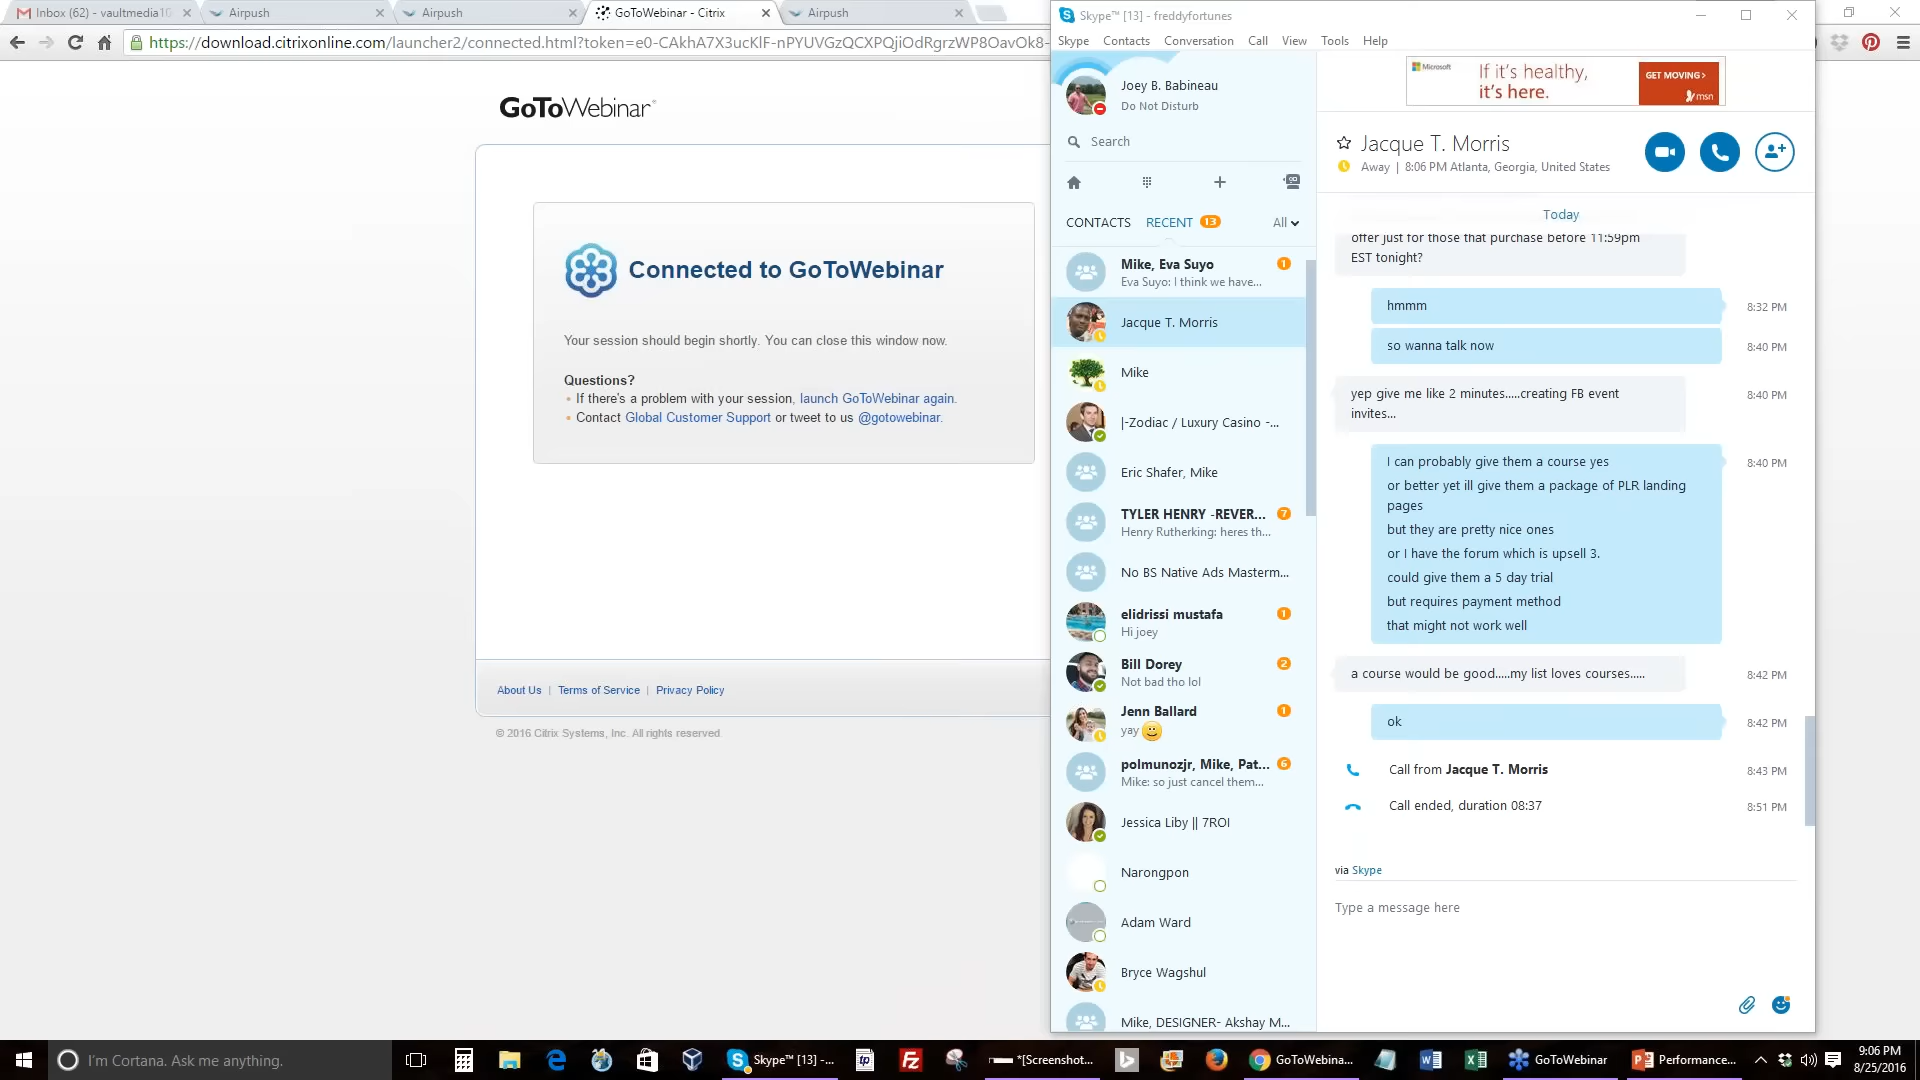 Inbox (62) - vaultmedia10
Airpush
Airpush
GoToWebinar - Citrix
Airpush
https://download.citrixonline.com/launcher2/connected.html?token=e0-CAkhA7X3ucKlF-nPYUVGzQCXPQjiOdRgrzWP8OavOk8-
GoToWebinar
Connected to GoToWebinar
Your session should begin shortly. You can close this window now.
Questions?
If there's a problem with your session, launch GoToWebinar again.
Contact Global Customer Support or tweet to us @gotowebinar.
About Us | Terms of Service | Privacy Policy
© 2016 Citrix Systems, Inc. All rights reserved.
Skype™ [13] - freddyfortunes
Skype Contacts Conversation Call View Tools Help
Joey B. Babineau
Do Not Disturb
Search
CONTACTS RECENT 13 All
Mike, Eva Suyo 1
Eva Suyo: I think we have...
Jacque T. Morris
Mike
|-Zodiac / Luxury Casino -...
Eric Shafer, Mike
TYLER HENRY -REVER... 7
Henry Rutherking: heres th...
No BS Native Ads Masterm...
elidrissi mustafa 1
Hi joey
Bill Dorey 2
Not bad tho lol
Jenn Ballard 1
yay
polmunozjr, Mike, Pat... 6
Mike: so just cancel them...
Jessica Liby || 7ROI
Narongpon
Adam Ward
Bryce Wagshul
Mike, DESIGNER- Akshay M...
Microsoft
If it's healthy,
it's here.
GET MOVING >
msn
Jacque T. Morris
Away | 8:06 PM Atlanta, Georgia, United States
Today
offer just for those that purchase before 11:59pm
EST tonight?
hmmm 8:32 PM
so wanna talk now 8:40 PM
yep give me like 2 minutes.....creating FB event 8:40 PM
invites...
I can probably give them a course yes 8:40 PM
or better yet ill give them a package of PLR landing
pages
but they are pretty nice ones
or I have the forum which is upsell 3.
could give them a 5 day trial
but requires payment method
that might not work well
a course would be good.....my list loves courses..... 8:42 PM
ok 8:42 PM
Call from Jacque T. Morris 8:43 PM
Call ended, duration 08:37 8:51 PM
via Skype
Type a message here
I'm Cortana. Ask me anything.
Skype™ [13] -...
*[Screenshot...
GoToWebina...
GoToWebinar
Performance...
9:06 PM
8/25/2016